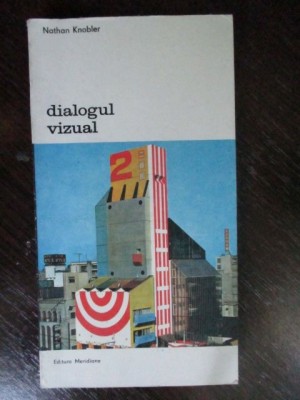 Nathan Knobler
dialogul
vizual
2
Editura Meridiane